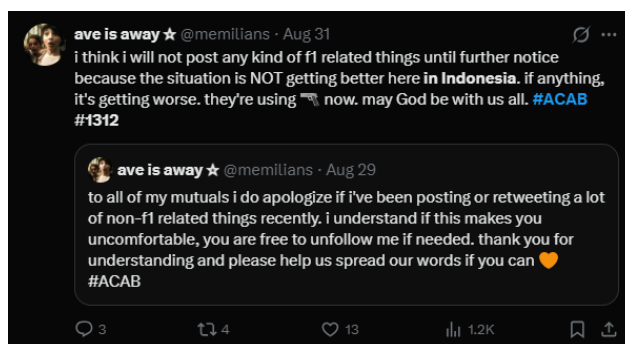 ave is away☆ @memilians · Aug 31
i think i will not post any kind of f1 related things until further notice
because the situation is NOT getting better here in Indonesia. if anything,
it's getting worse. they're using 🔫 now. may God be with us all. #ACAB
#1312
ave is away☆ @memilians · Aug 29
to all of my mutuals i do apologize if i've been posting or retweeting a lot
of non-f1 related things recently. i understand if this makes you
uncomfortable, you are free to unfollow me if needed. thank you for
understanding and please help us spread our words if you can 🧡
#ACAB
3 4 13 1.2K